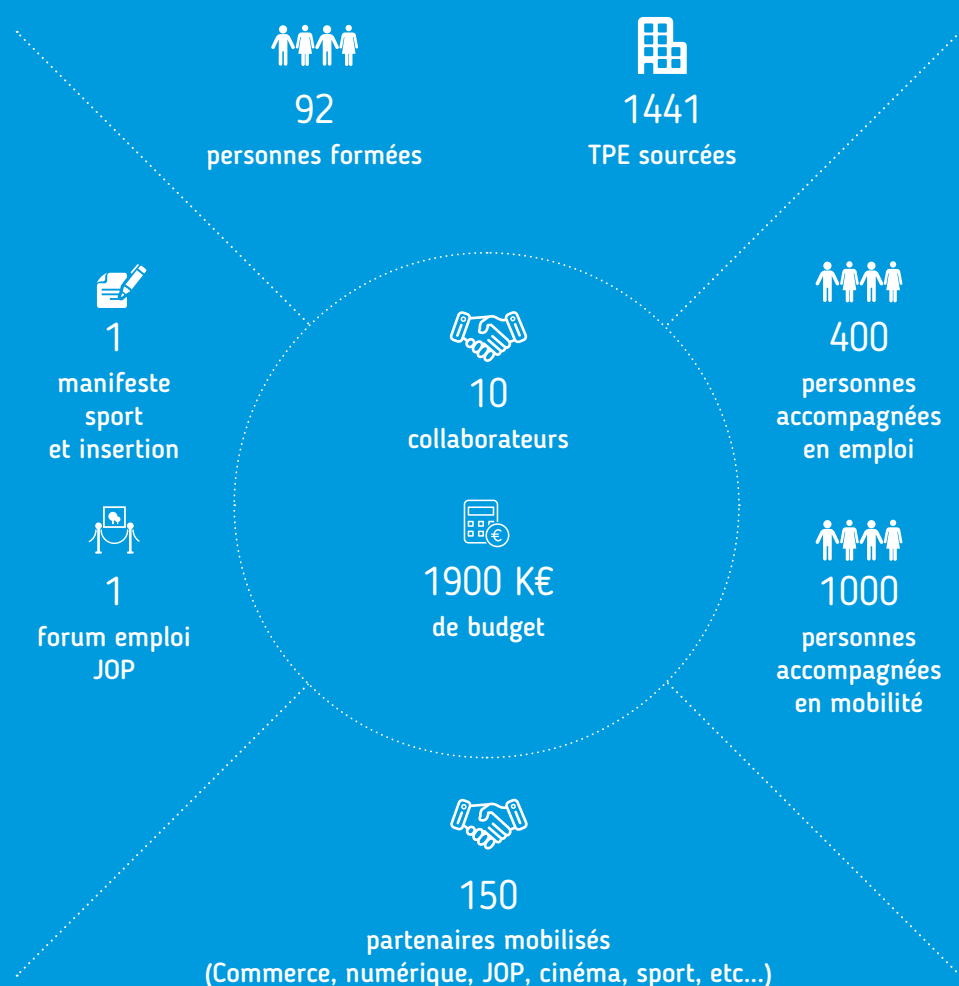 92
personnes formées
1441
TPE sourcées
1
manifeste
sport
et insertion
1
forum emploi
JOP
10
collaborateurs
1900 K€
de budget
400
personnes
accompagnées
en emploi
1000
personnes
accompagnées
en mobilité
150
partenaires mobilisés
(Commerce, numérique, JOP, cinéma, sport, etc...)